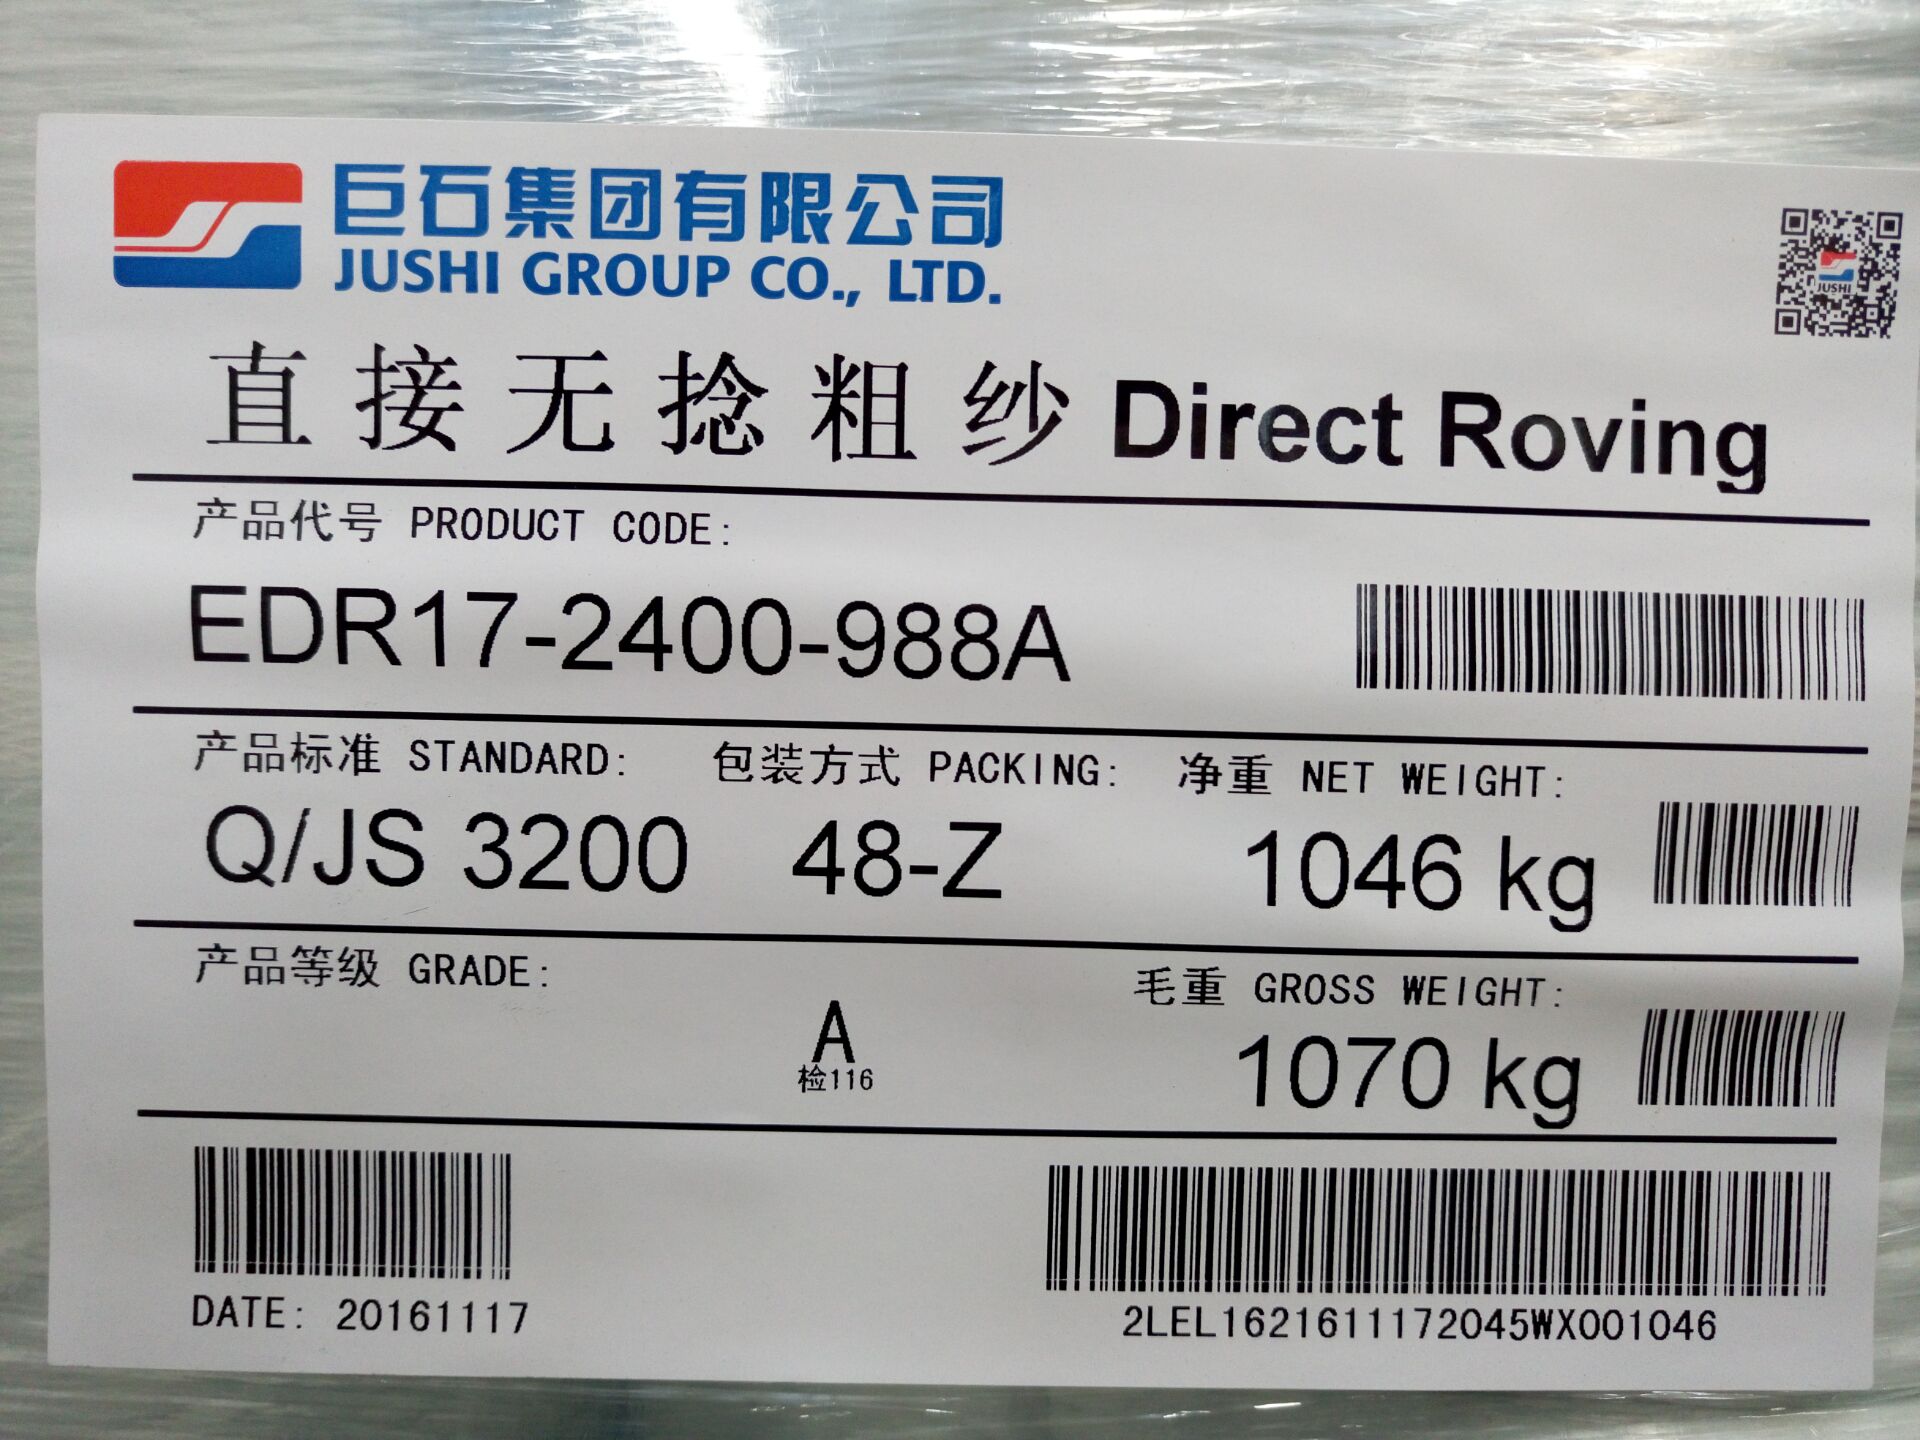 巨石集团有限公司
JUSHI GROUP CO., LTD.
JUSHI
直接无捻粗纱 Direct Roving
产品代号 PRODUCT CODE:
EDR17-2400-988A
产品标准 STANDARD: 包装方式 PACKING: 净重 NET WEIGHT:
Q/JS 3200 48-Z 1046 kg
产品等级 GRADE: 毛重 GROSS WEIGHT:
A 1070 kg
检116
DATE: 20161117
2LEL1621611172045WX001046